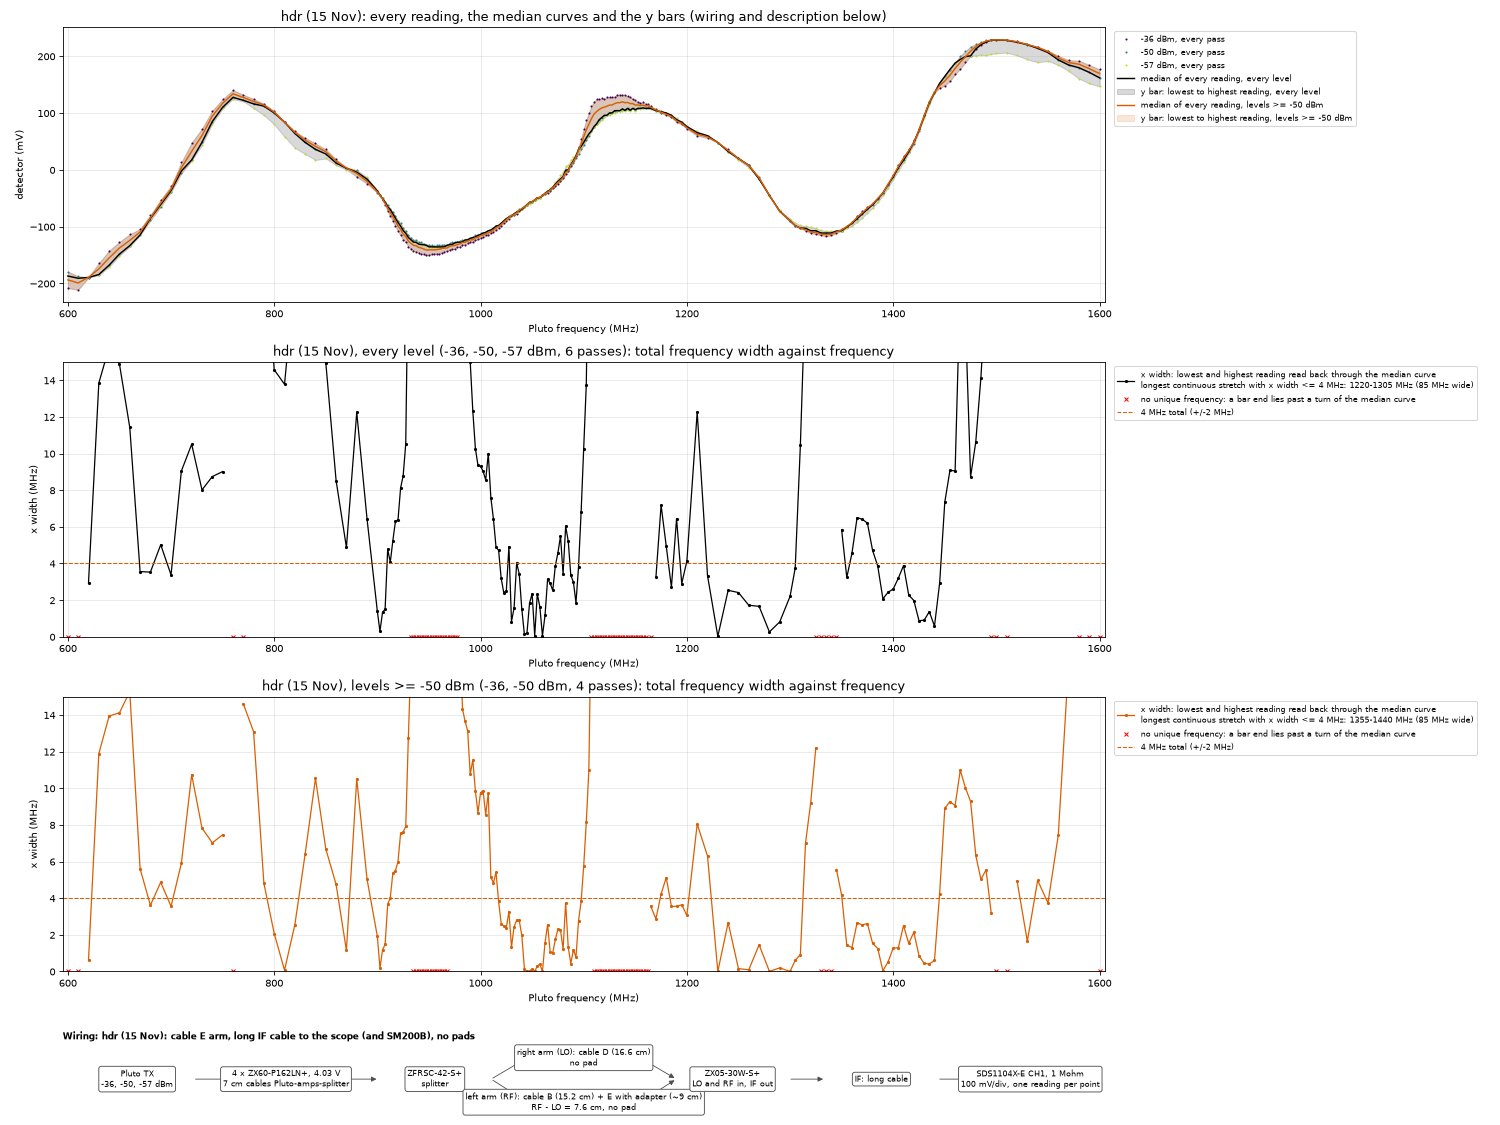 hdr (15 Nov): every reading, the median curves and the y bars (wiring and description below)
200
100
0
−100
−200
detector (mV)
600
800
1000
1200
1400
1600
Pluto frequency (MHz)
-36 dBm, every pass
-50 dBm, every pass
-57 dBm, every pass
median of every reading, every level
y bar: lowest to highest reading, every level
median of every reading, levels >= -50 dBm
y bar: lowest to highest reading, levels >= -50 dBm
hdr (15 Nov), every level (-36, -50, -57 dBm, 6 passes): total frequency width against frequency
14
12
10
8
6
4
2
0
x width (MHz)
600
800
1000
1200
1400
1600
Pluto frequency (MHz)
x width: lowest and highest reading read back through the median curve
longest continuous stretch with x width <= 4 MHz: 1220-1305 MHz (85 MHz wide)
no unique frequency: a bar end lies past a turn of the median curve
4 MHz total (+/-2 MHz)
hdr (15 Nov), levels >= -50 dBm (-36, -50 dBm, 4 passes): total frequency width against frequency
14
12
10
8
6
4
2
0
x width (MHz)
600
800
1000
1200
1400
1600
Pluto frequency (MHz)
x width: lowest and highest reading read back through the median curve
longest continuous stretch with x width <= 4 MHz: 1355-1440 MHz (85 MHz wide)
no unique frequency: a bar end lies past a turn of the median curve
4 MHz total (+/-2 MHz)
Wiring: hdr (15 Nov): cable E arm, long IF cable to the scope (and SM200B), no pads
Pluto TX
-36, -50, -57 dBm
4 x ZX60-P162LN+, 4.03 V
7 cm cables Pluto-amps-splitter
ZFRSC-42-S+
splitter
right arm (LO): cable D (16.6 cm)
no pad
left arm (RF): cable B (15.2 cm) + E with adapter (~9 cm)
RF - LO = 7.6 cm, no pad
ZX05-30W-S+
LO and RF in, IF out
IF: long cable
SDS1104X-E CH1, 1 Mohm
100 mV/div, one reading per point